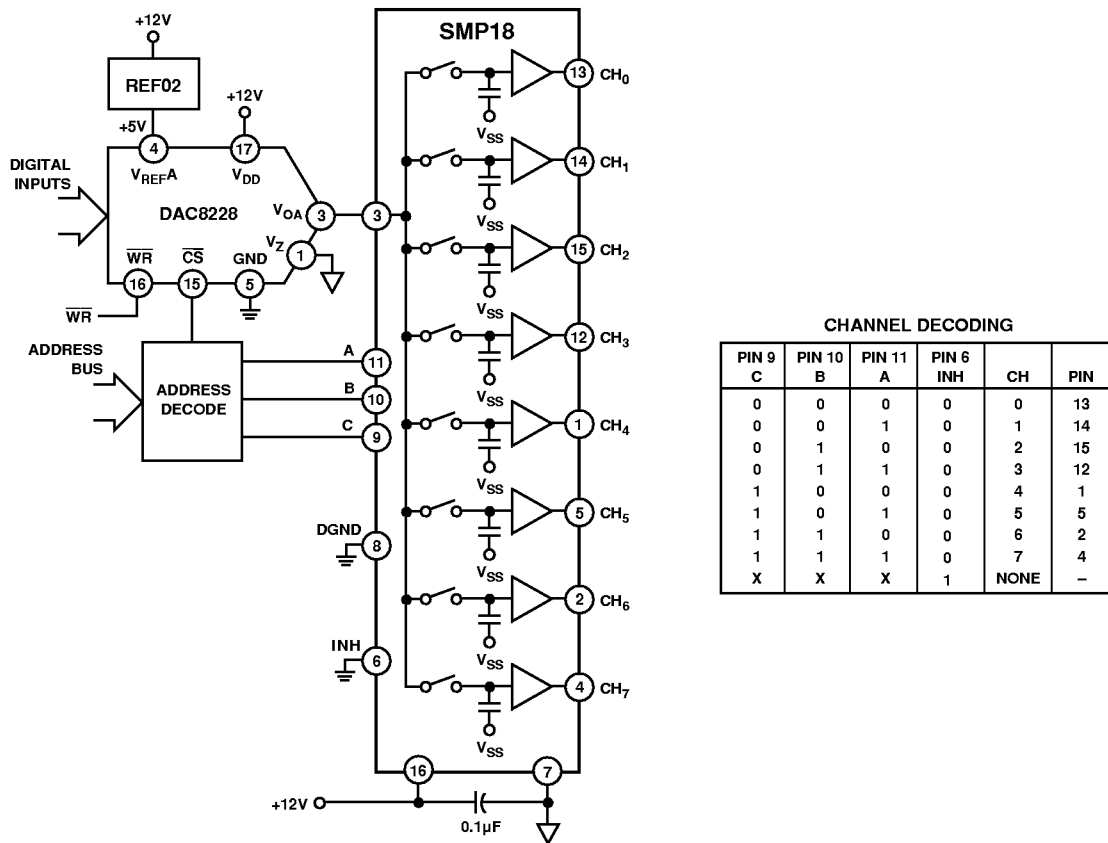 +12V
REF02
+5V
+12V
4
17
V_REF A
V_DD
DIGITAL
INPUTS
DAC8228
V_OA
3
V_Z
1
W̅R̅
C̅S̅
GND
16
15
5
W̅R̅
ADDRESS
BUS
ADDRESS
DECODE
A
B
C
SMP18
3
11
10
9
DGND
8
INH
6
13 CH0
V_SS
14 CH1
V_SS
15 CH2
V_SS
12 CH3
V_SS
1 CH4
V_SS
5 CH5
V_SS
2 CH6
V_SS
4 CH7
V_SS
16
7
+12V
0.1µF
CHANNEL DECODING
PIN 9 PIN 10 PIN 11 PIN 6
C B A INH CH PIN
0 0 0 0 0 13
0 0 1 0 1 14
0 1 0 0 2 15
0 1 1 0 3 12
1 0 0 0 4 1
1 0 1 0 5 5
1 1 0 0 6 2
1 1 1 0 7 4
X X X 1 NONE –